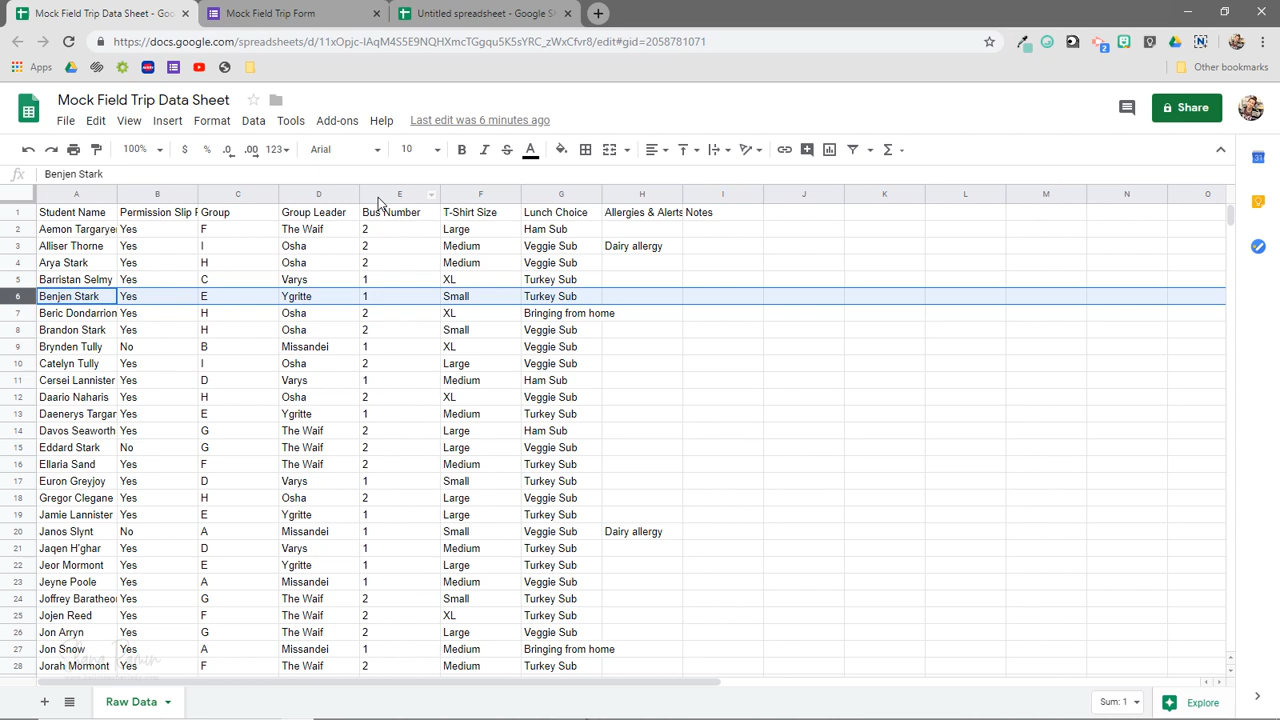 Mock Field Trip Data Sheet - Goo
Mock Field Trip Form
Untitled spreadsheet - Google Sh
https://docs.google.com/spreadsheets/d/11xOpjc-IAqM4S5E9NQHXmcTGgqu5K5sYRC_zWxCfvr8/edit#gid=2058781071
Apps
Other bookmarks
Mock Field Trip Data Sheet
Share
File Edit View Insert Format Data Tools Add-ons Help Last edit was 6 minutes ago
100% $ % .0 .00 123 Arial 10 B I S A
fx Benjen Stark
A B C D E F G H I J K L M N O
1 Student Name Permission Slip F Group Group Leader Bus Number T-Shirt Size Lunch Choice Allergies & Alerts Notes
2 Aemon Targarye Yes F The Waif 2 Large Ham Sub
3 Alliser Thorne Yes I Osha 2 Medium Veggie Sub Dairy allergy
4 Arya Stark Yes H Osha 2 Medium Veggie Sub
5 Barristan Selmy Yes C Varys 1 XL Turkey Sub
6 Benjen Stark Yes E Ygritte 1 Small Turkey Sub
7 Beric Dondarrion Yes H Osha 2 XL Bringing from home
8 Brandon Stark Yes H Osha 2 Small Veggie Sub
9 Brynden Tully No B Missandei 1 XL Veggie Sub
10 Catelyn Tully Yes I Osha 2 Large Veggie Sub
11 Cersei Lannister Yes D Varys 1 Medium Ham Sub
12 Daario Naharis Yes H Osha 2 XL Veggie Sub
13 Daenerys Targar Yes E Ygritte 1 Medium Turkey Sub
14 Davos Seaworth Yes G The Waif 2 Large Ham Sub
15 Eddard Stark No G The Waif 2 Large Veggie Sub
16 Ellaria Sand Yes F The Waif 2 Medium Turkey Sub
17 Euron Greyjoy Yes D Varys 1 Small Turkey Sub
18 Gregor Clegane Yes H Osha 2 Large Veggie Sub
19 Jamie Lannister Yes E Ygritte 1 Large Turkey Sub
20 Janos Slynt No A Missandei 1 Small Veggie Sub Dairy allergy
21 Jaqen H'ghar Yes D Varys 1 Medium Turkey Sub
22 Jeor Mormont Yes E Ygritte 1 Large Turkey Sub
23 Jeyne Poole Yes A Missandei 1 Medium Veggie Sub
24 Joffrey Baratheo Yes G The Waif 2 Small Turkey Sub
25 Jojen Reed Yes F The Waif 2 XL Turkey Sub
26 Jon Arryn Yes G The Waif 2 Large Veggie Sub
27 Jon Snow Yes A Missandei 1 Medium Bringing from home
28 Jorah Mormont Yes F The Waif 2 Medium Turkey Sub
Raw Data
Sum: 1
Explore